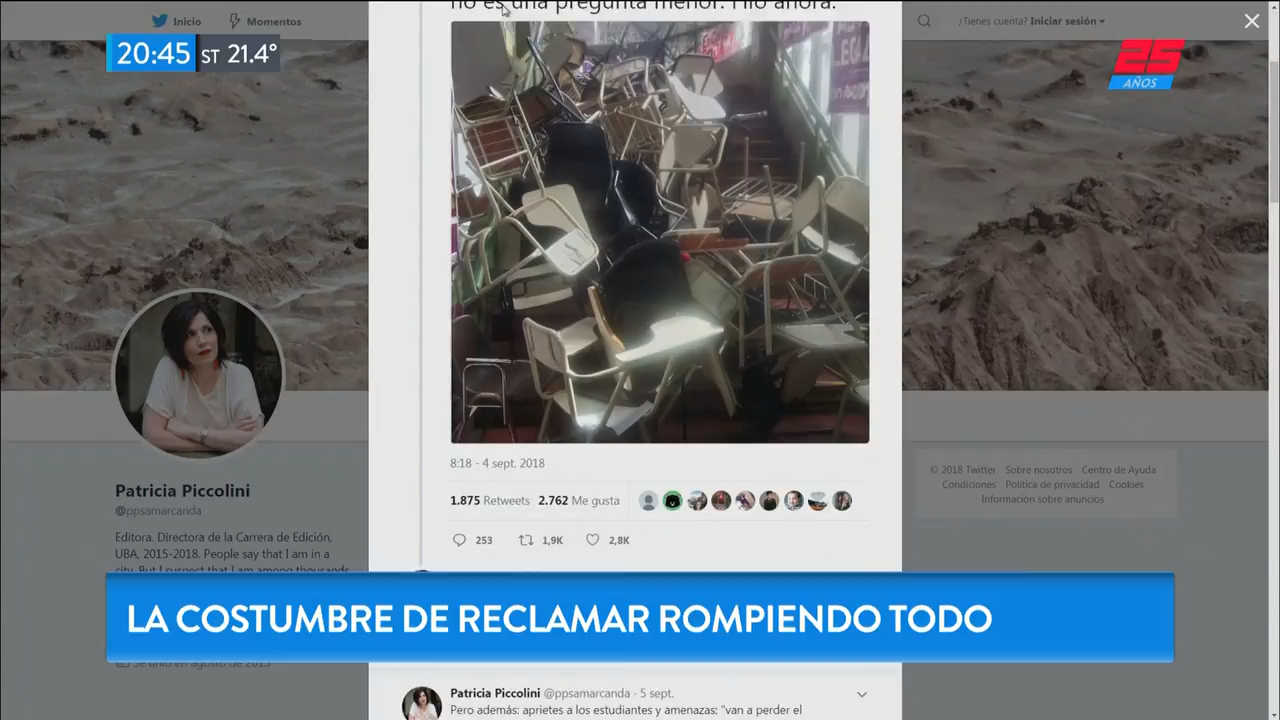 Inicio
Momentos
¿Tienes cuenta? Iniciar sesión
no es una pregunta menor. Hilo ahora.
20:45 ST 21.4°
25
AÑOS
8:18 - 4 sept. 2018
1.875 Retweets 2.762 Me gusta
253 1,9K 2,8K
Patricia Piccolini
@ppsamarcanda
Editora. Directora de la Carrera de Edición,
UBA, 2015-2018. People say that I am in a
city. But I suspect that I am among thousands
© 2018 Twitter Sobre nosotros Centro de Ayuda
Condiciones Política de privacidad Cookies
Información sobre anuncios
LA COSTUMBRE DE RECLAMAR ROMPIENDO TODO
Se unió en agosto de
Patricia Piccolini @ppsamarcanda · 5 sept.
Pero además: aprietes a los estudiantes y amenazas: "van a perder el